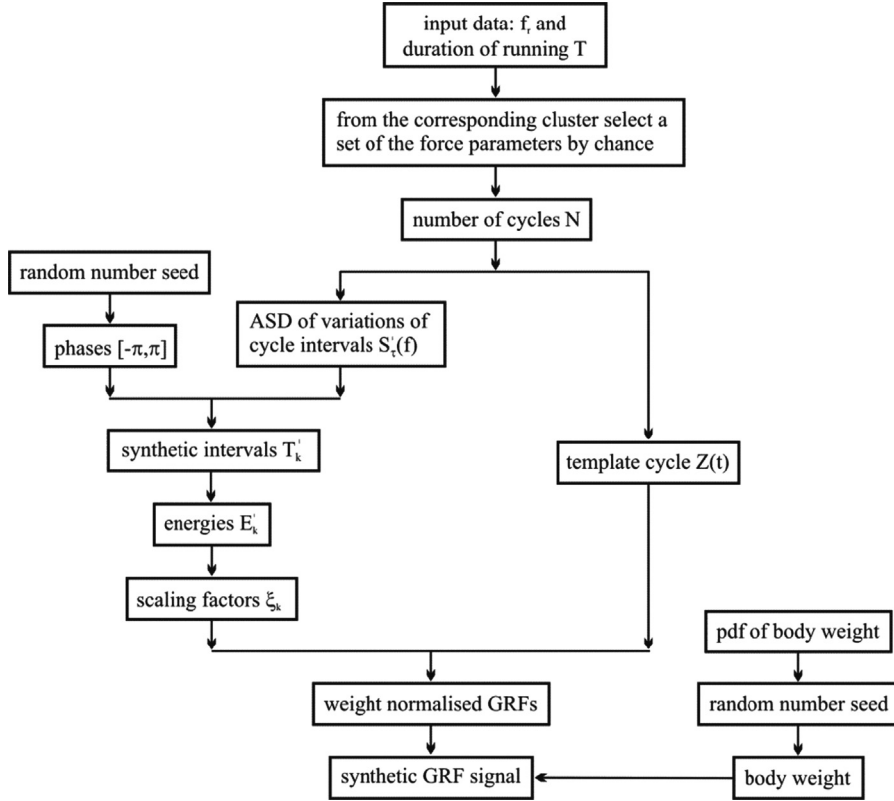 input data: fᵣ and
duration of running T
from the corresponding cluster select a
set of the force parameters by chance
number of cycles N
random number seed
ASD of variations of
cycle intervals S'τ(f)
phases [-π,π]
synthetic intervals T'ₖ
template cycle Z(t)
energies E'ₖ
scaling factors ξₖ
pdf of body weight
weight normalised GRFs
random number seed
synthetic GRF signal
body weight